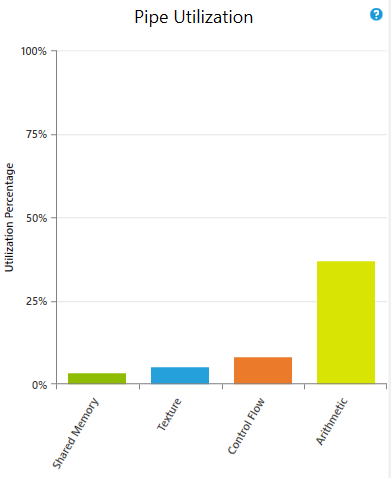 Pipe Utilization
?
100%
75%
50%
25%
0%
Utilization Percentage
Shared Memory
Texture
Control Flow
Arithmetic